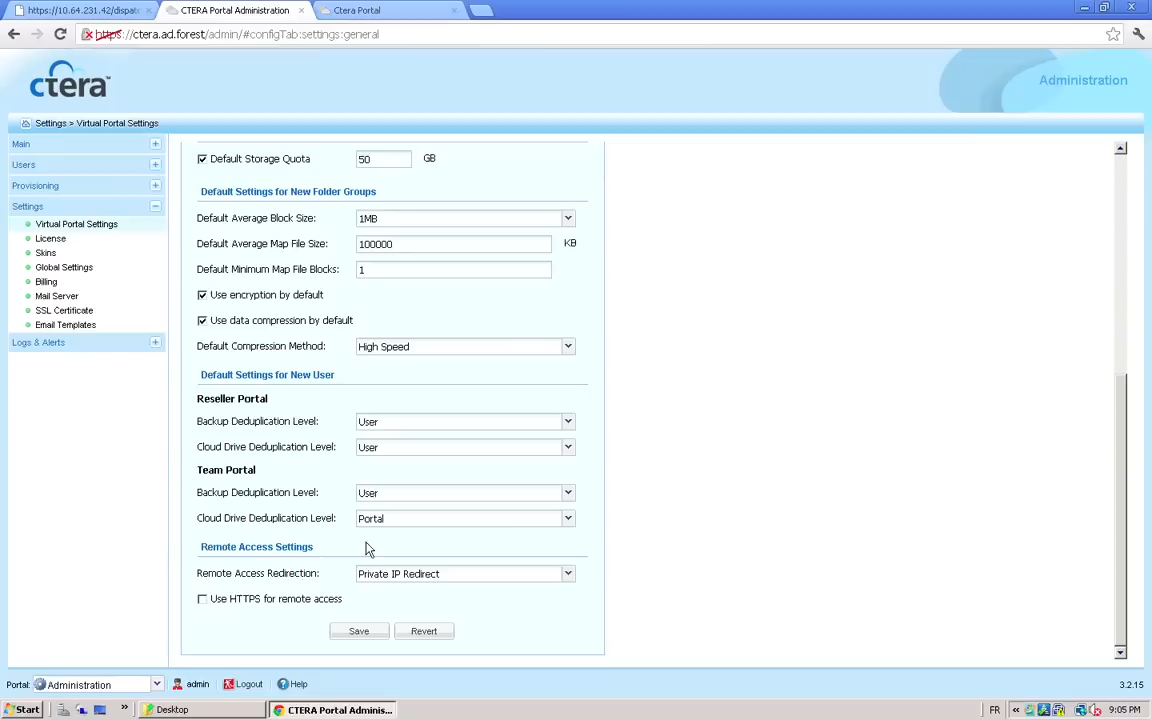 https://10.64.231.42/dispat
CTERA Portal Administration
Ctera Portal
https://ctera.ad.forest/admin/#configTab:settings:general
ctera™
Administration
Settings > Virtual Portal Settings
Main
Users
Provisioning
Settings
Virtual Portal Settings
License
Skins
Global Settings
Billing
Mail Server
SSL Certificate
Email Templates
Logs & Alerts
Default Storage Quota 50 GB
Default Settings for New Folder Groups
Default Average Block Size: 1MB
Default Average Map File Size: 100000 KB
Default Minimum Map File Blocks: 1
Use encryption by default
Use data compression by default
Default Compression Method: High Speed
Default Settings for New User
Reseller Portal
Backup Deduplication Level: User
Cloud Drive Deduplication Level: User
Team Portal
Backup Deduplication Level: User
Cloud Drive Deduplication Level: Portal
Remote Access Settings
Remote Access Redirection: Private IP Redirect
Use HTTPS for remote access
Save Revert
Portal: Administration admin Logout Help 3.2.15
Start Desktop CTERA Portal Adminis... FR 9:05 PM